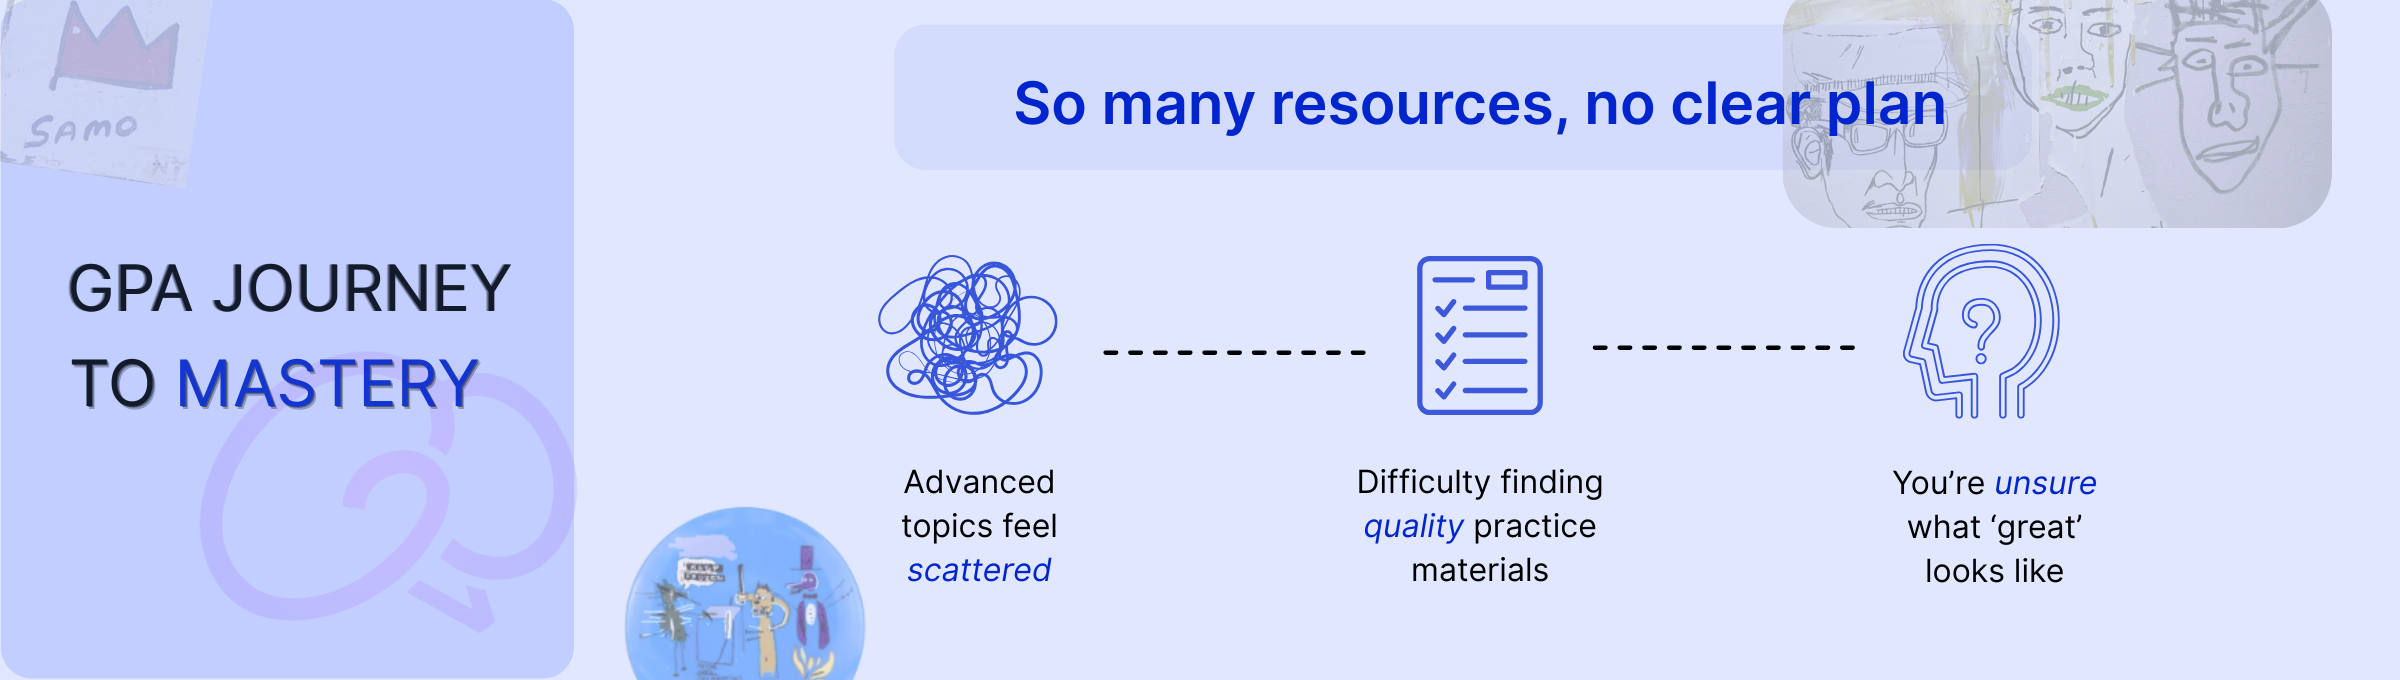 SAMO
GPA JOURNEY
TO MASTERY
So many resources, no clear plan
Advanced
topics feel
scattered
Difficulty finding
quality practice
materials
You’re unsure
what ‘great’
looks like